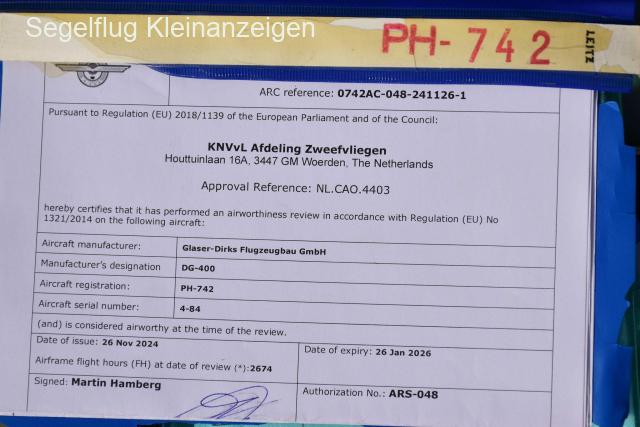 Segelflug Kleinanzeigen
PH-742
LEITZ
ARC reference: 0742AC-048-241126-1
Pursuant to Regulation (EU) 2018/1139 of the European Parliament and of the Council:
KNVvL Afdeling Zweefvliegen
Houttuinlaan 16A, 3447 GM Woerden, The Netherlands
Approval Reference: NL.CAO.4403
hereby certifies that it has performed an airworthiness review in accordance with Regulation (EU) No
1321/2014 on the following aircraft:
Aircraft manufacturer: Glaser-Dirks Flugzeugbau GmbH
Manufacturer's designation DG-400
Aircraft registration: PH-742
Aircraft serial number: 4-84
(and) is considered airworthy at the time of the review.
Date of issue: 26 Nov 2024 Date of expiry: 26 Jan 2026
Airframe flight hours (FH) at date of review (*):2674
Signed: Martin Hamberg Authorization No.: ARS-048